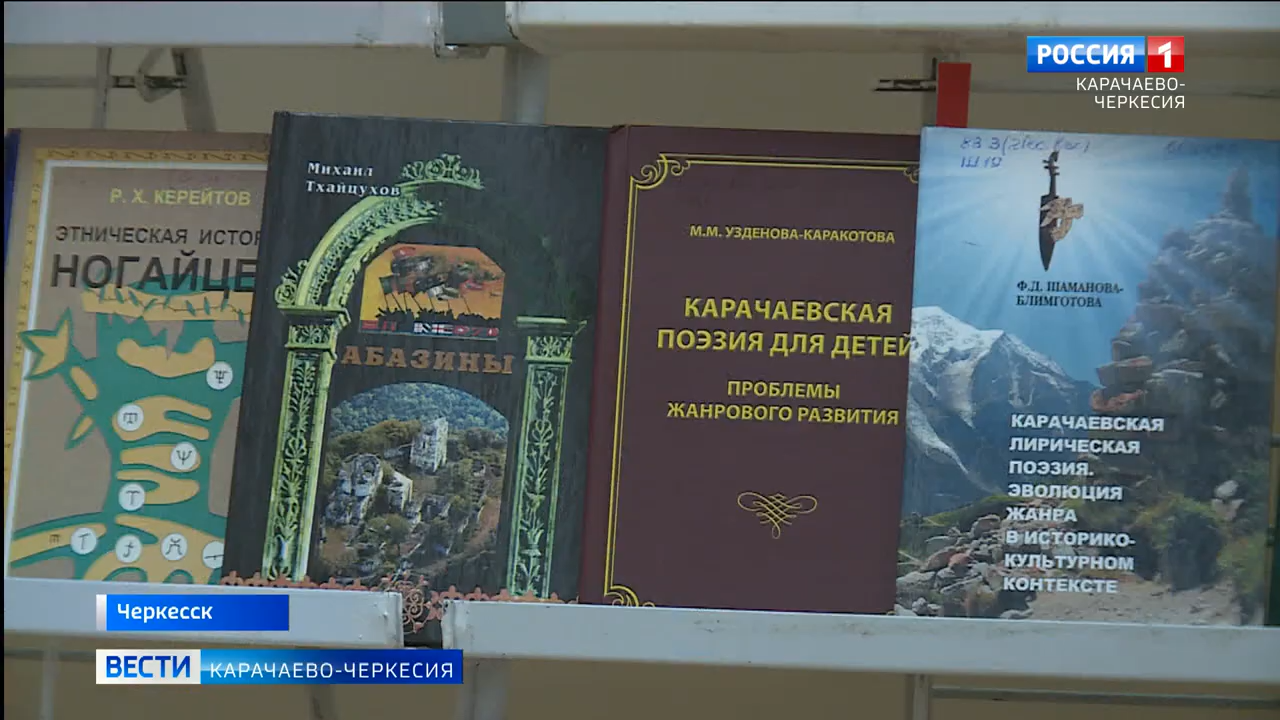 РОССИЯ 1
КАРАЧАЕВО-
ЧЕРКЕСИЯ
Р. Х. КЕРЕЙТОВ
ЭТНИЧЕСКАЯ ИСТОР
НОГАЙЦЕ
Михаил
Тхайцухов
АБАЗИНЫ
М.М. УЗДЕНОВА-КАРАКОТОВА
КАРАЧАЕВСКАЯ
ПОЭЗИЯ ДЛЯ ДЕТЕЙ
ПРОБЛЕМЫ
ЖАНРОВОГО РАЗВИТИЯ
Ф.Д. ШАМАНОВА-
БЛИМГОТОВА
КАРАЧАЕВСКАЯ
ЛИРИЧЕСКАЯ
ПОЭЗИЯ.
ЭВОЛЮЦИЯ
ЖАНРА
В ИСТОРИКО-
КУЛЬТУРНОМ
КОНТЕКСТЕ
Черкесск
ВЕСТИ КАРАЧАЕВО-ЧЕРКЕСИЯ